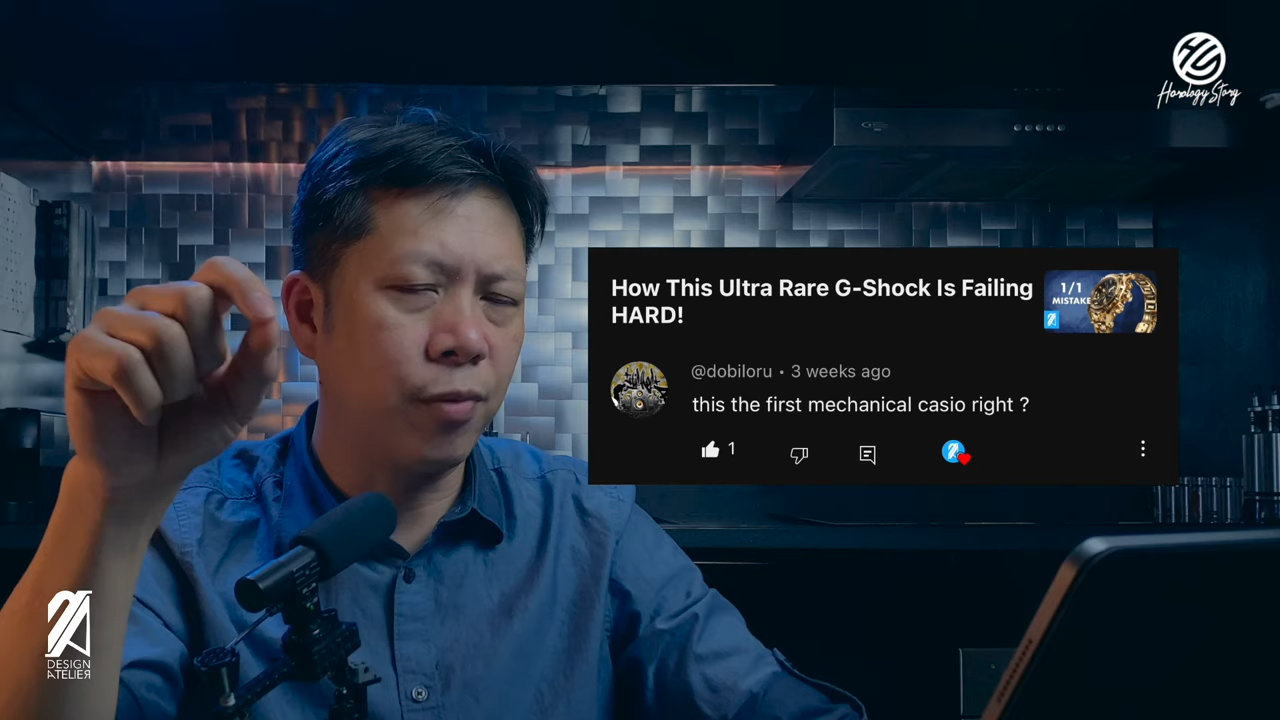 Horology Story
How This Ultra Rare G-Shock Is Failing
HARD!
1/1
MISTAKE
@dobiloru • 3 weeks ago
this the first mechanical casio right ?
1
DESIGN
ATELIER